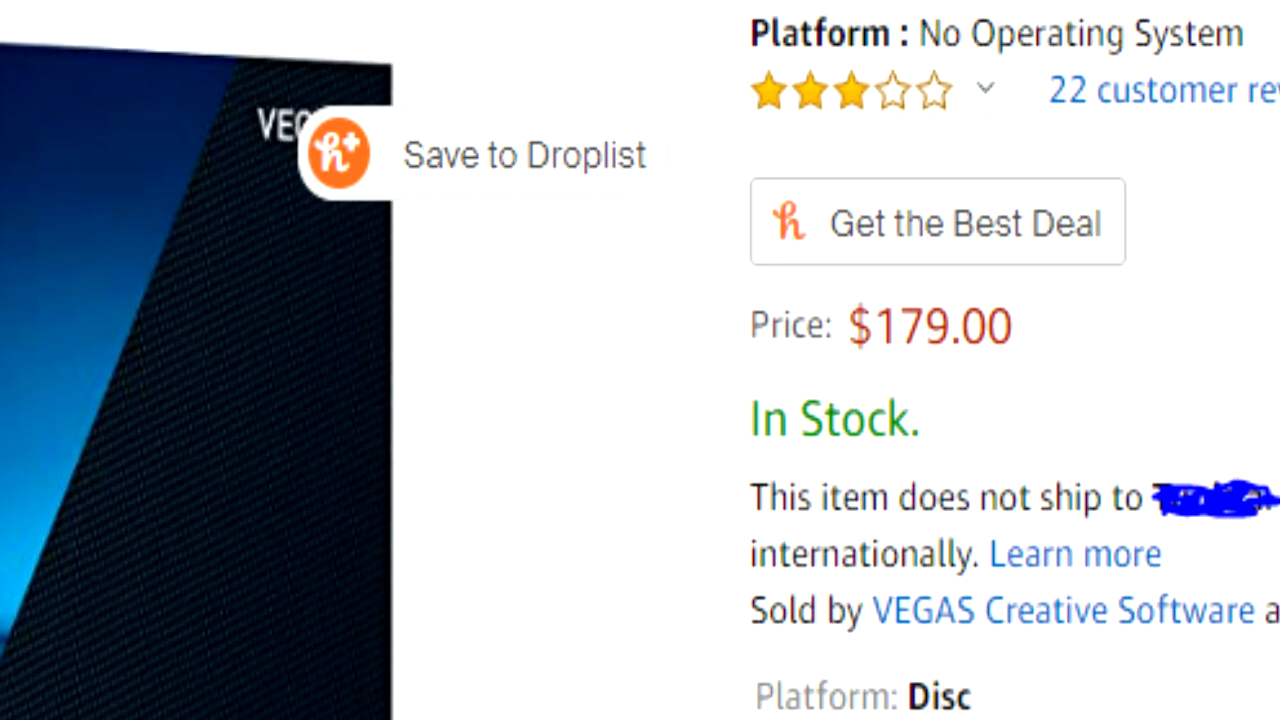 Platform : No Operating System
22 customer
VEG
Save to Droplist
Get the Best Deal
Price: $179.00
In Stock.
This item does not ship to
internationally. Learn more
Sold by VEGAS Creative Software
Platform: Disc